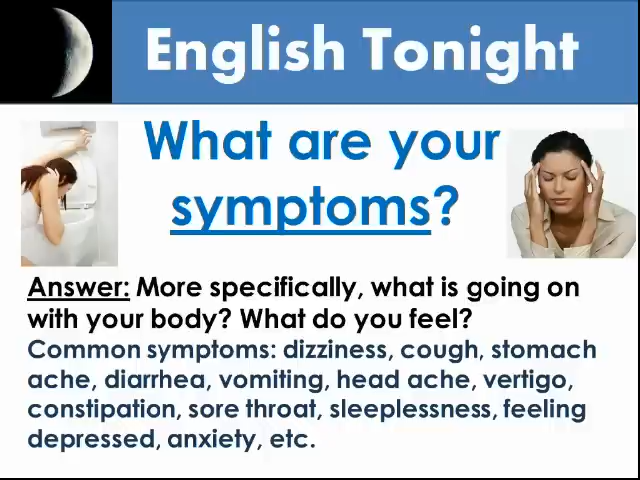 English Tonight
What are your
symptoms?
Answer: More specifically, what is going on
with your body? What do you feel?
Common symptoms: dizziness, cough, stomach
ache, diarrhea, vomiting, head ache, vertigo,
constipation, sore throat, sleeplessness, feeling
depressed, anxiety, etc.